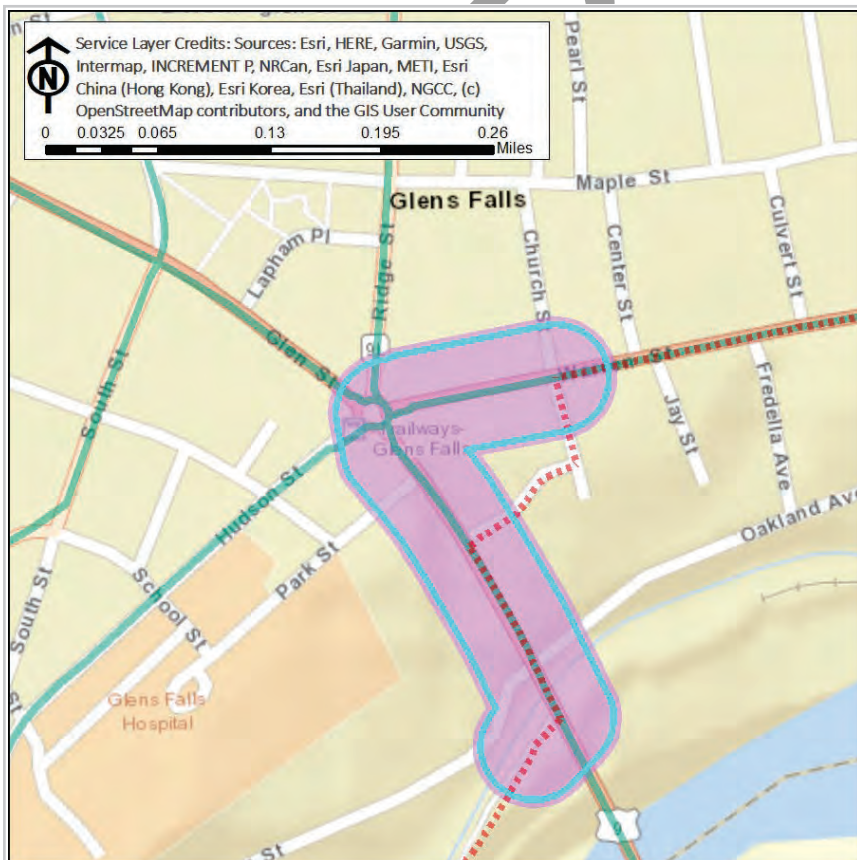 Service Layer Credits: Sources: Esri, HERE, Garmin, USGS,
Intermap, INCREMENT P, NRCan, Esri Japan, METI, Esri
China (Hong Kong), Esri Korea, Esri (Thailand), NGCC, (c)
OpenStreetMap contributors, and the GIS User Community
N
0 0.0325 0.065 0.13 0.195 0.26
Miles
Pearl St
Maple St
Glens Falls
Culvert St
Center St
Church S
Lapham Pl
Ridge St
Glen St
9
South St
Jay St
Fredella Ave
Trailways-
Glens Falls
Hudson St
Oakland Ave
Park St
School St
South St
St
Glens Falls
Hospital
9
St